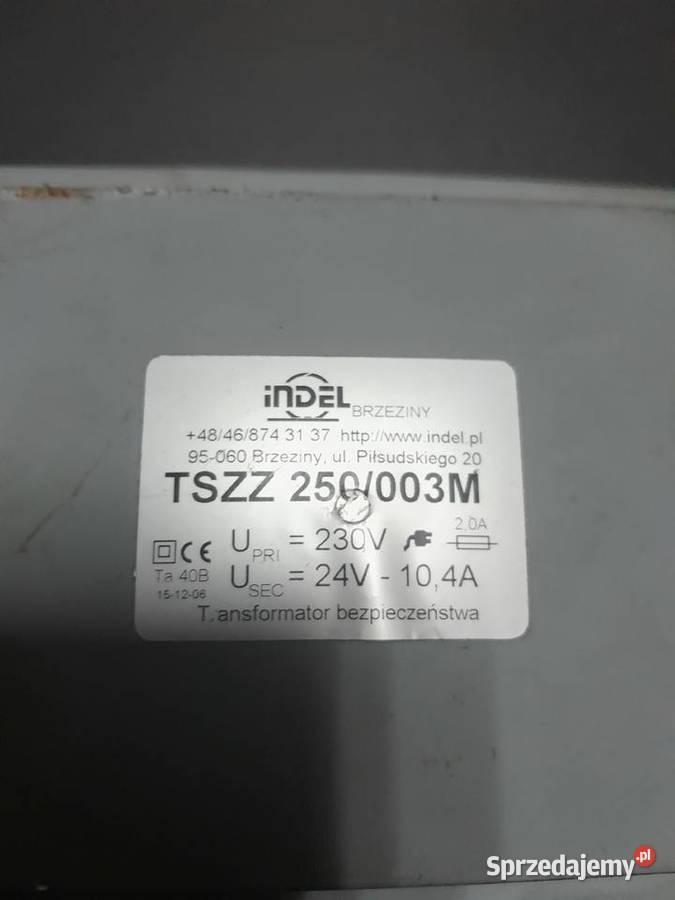 iNDEL BRZEZINY
+48/46/874 31 37 http://www.indel.pl
95-060 Brzeziny, ul. Piłsudskiego 20
TSZZ 250/003M
U PRI = 230V 2,0A
CE
Ta 40B U SEC = 24V - 10,4A
15-12-06
T.ansformator bezpieczeństwa
Sprzedajemy.pl